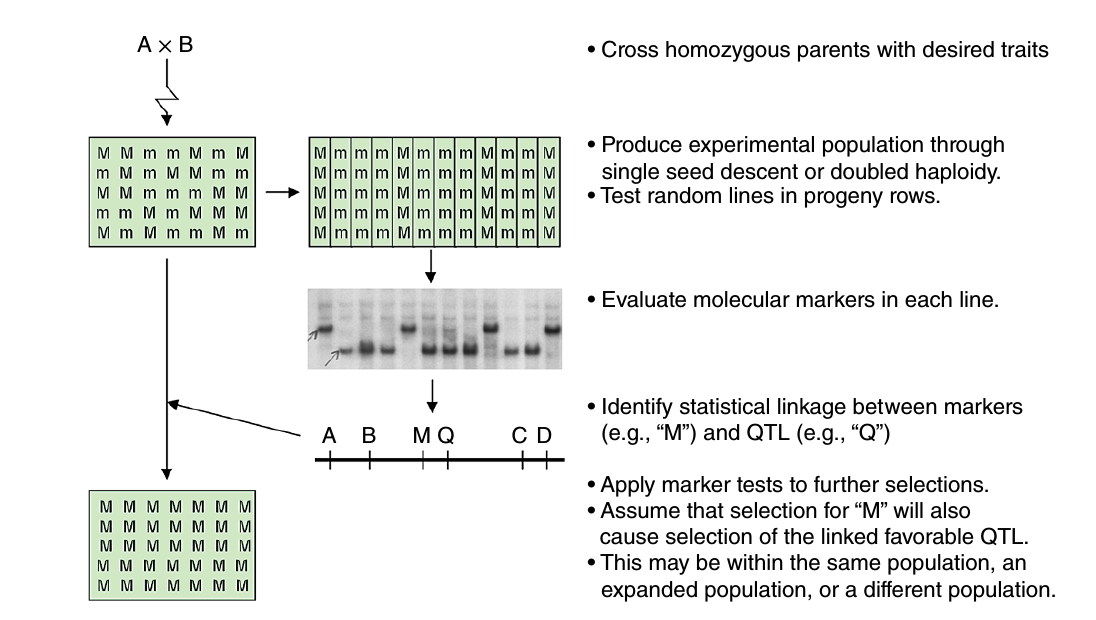 A × B
• Cross homozygous parents with desired traits
M M m m M m M
m M m m M m m
M m m m M M M
m m M m M M M
M m M m m M m
M m m m M m m m M m m M
M m m m M m m m M m m M
M m m m M m m m M m m M
M m m m M m m m M m m M
M m m m M m m m M m m M
• Produce experimental population through
single seed descent or doubled haploidy.
• Test random lines in progeny rows.
• Evaluate molecular markers in each line.
• Identify statistical linkage between markers
(e.g., “M”) and QTL (e.g., “Q”)
A B M Q C D
M M M M M M M
M M M M M M M
M M M M M M M
M M M M M M M
M M M M M M M
• Apply marker tests to further selections.
• Assume that selection for “M” will also
cause selection of the linked favorable QTL.
• This may be within the same population, an
expanded population, or a different population.